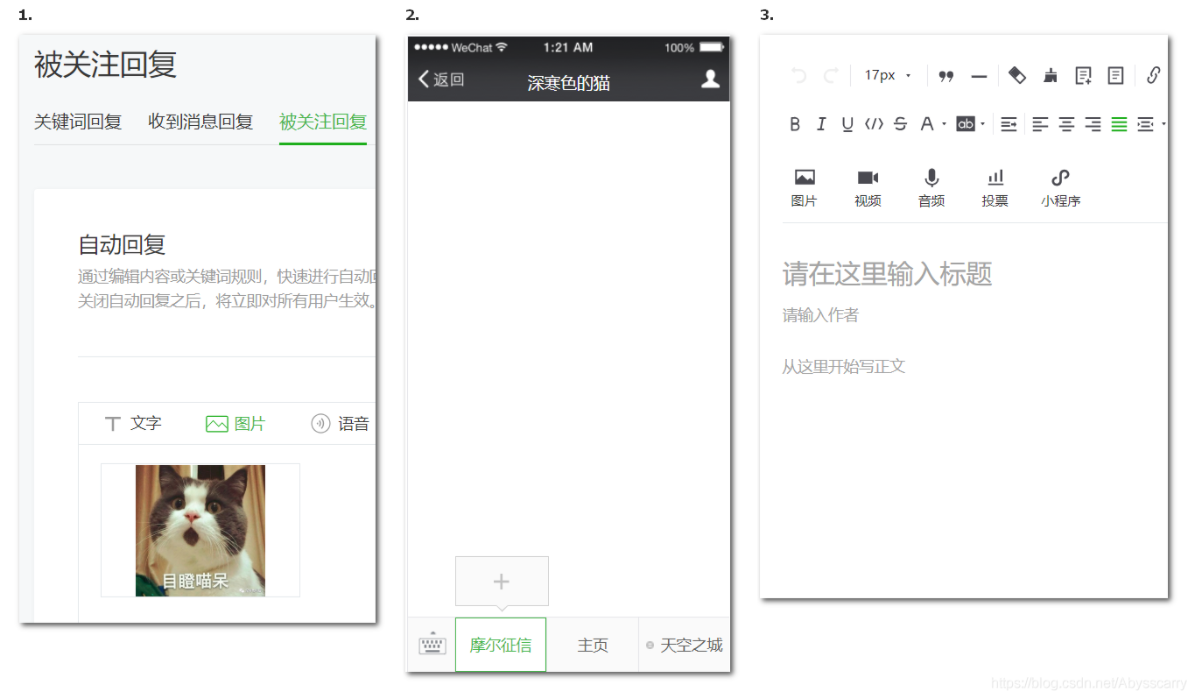 1.
被关注回复
关键词回复 收到消息回复 被关注回复
自动回复
通过编辑内容或关键词规则，快速进行自动回
关闭自动回复之后，将立即对所有用户生效。
文字 图片 语音
目瞪喵呆
2.
WeChat 1:21 AM 100%
返回 深寒色的猫
+
摩尔征信 主页 天空之城
3.
17px
B I U </> S A ab
图片 视频 音频 投票 小程序
请在这里输入标题
请输入作者
从这里开始写正文
https://blog.csdn.net/Abysscarry